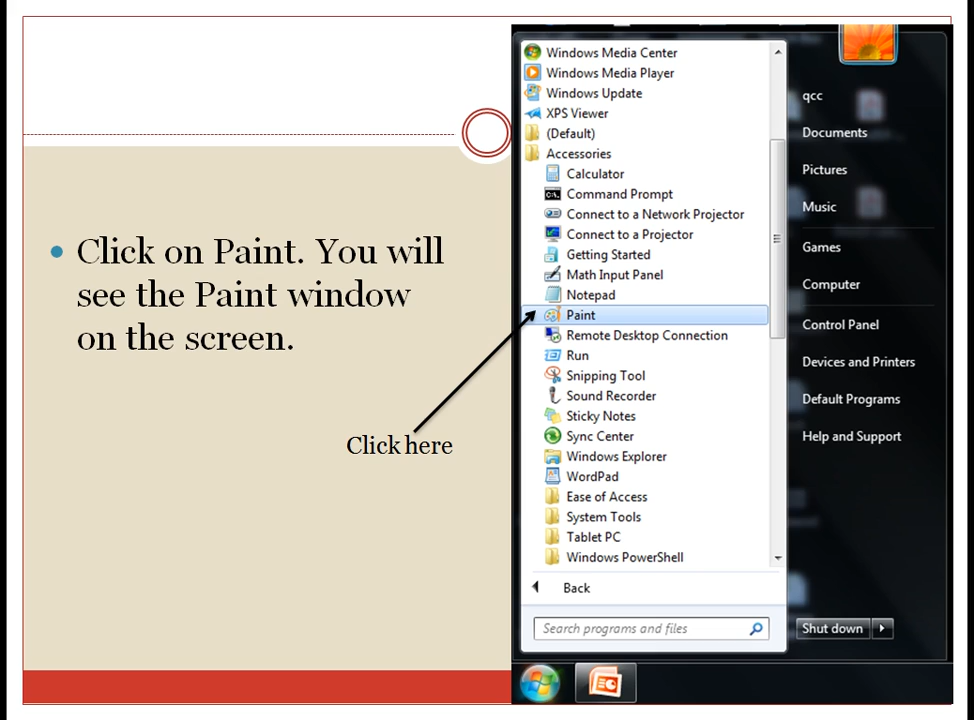 • Click on Paint. You will
see the Paint window
on the screen.
Click here
Windows Media Center
Windows Media Player
Windows Update
XPS Viewer
(Default)
Accessories
Calculator
Command Prompt
Connect to a Network Projector
Connect to a Projector
Getting Started
Math Input Panel
Notepad
Paint
Remote Desktop Connection
Run
Snipping Tool
Sound Recorder
Sticky Notes
Sync Center
Windows Explorer
WordPad
Ease of Access
System Tools
Tablet PC
Windows PowerShell
Back
Search programs and files
qcc
Documents
Pictures
Music
Games
Computer
Control Panel
Devices and Printers
Default Programs
Help and Support
Shut down